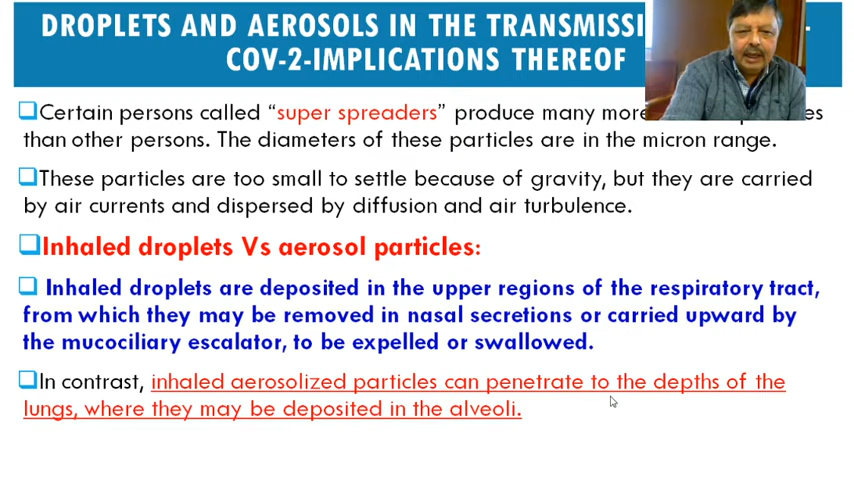 DROPLETS AND AEROSOLS IN THE TRANSMISSI
COV-2-IMPLICATIONS THEREOF
Certain persons called “super spreaders” produce many more
than other persons. The diameters of these particles are in the micron range.
These particles are too small to settle because of gravity, but they are carried
by air currents and dispersed by diffusion and air turbulence.
Inhaled droplets Vs aerosol particles:
Inhaled droplets are deposited in the upper regions of the respiratory tract,
from which they may be removed in nasal secretions or carried upward by
the mucociliary escalator, to be expelled or swallowed.
In contrast, inhaled aerosolized particles can penetrate to the depths of the
lungs, where they may be deposited in the alveoli.